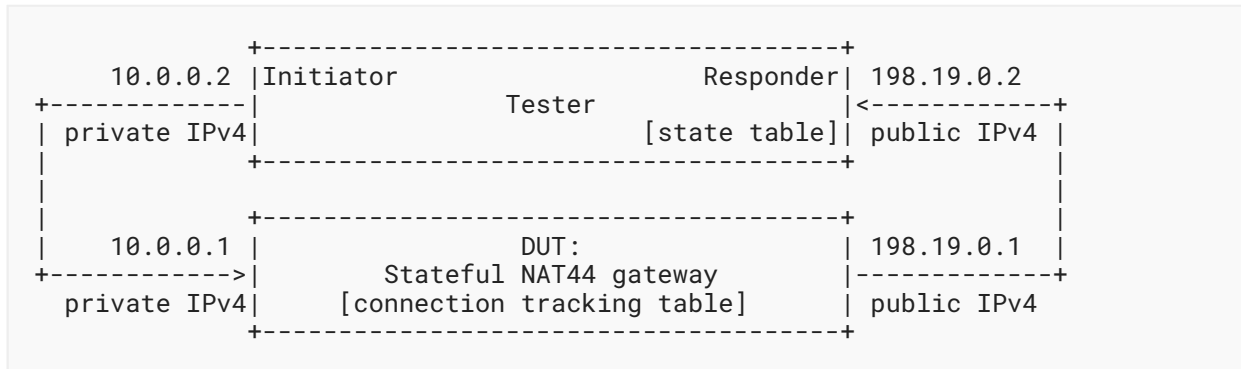 +--------------------------------------+
    10.0.0.2 |Initiator                    Responder| 198.19.0.2
+-------------|                Tester                |<------------+
| private IPv4|                         [state table]| public IPv4 |
|             +--------------------------------------+             |
|                                                                  |
|             +--------------------------------------+             |
|    10.0.0.1 |                 DUT:                 | 198.19.0.1  |
+------------>|        Stateful NAT44 gateway        |-------------+
  private IPv4|     [connection tracking table]      | public IPv4
              +--------------------------------------+